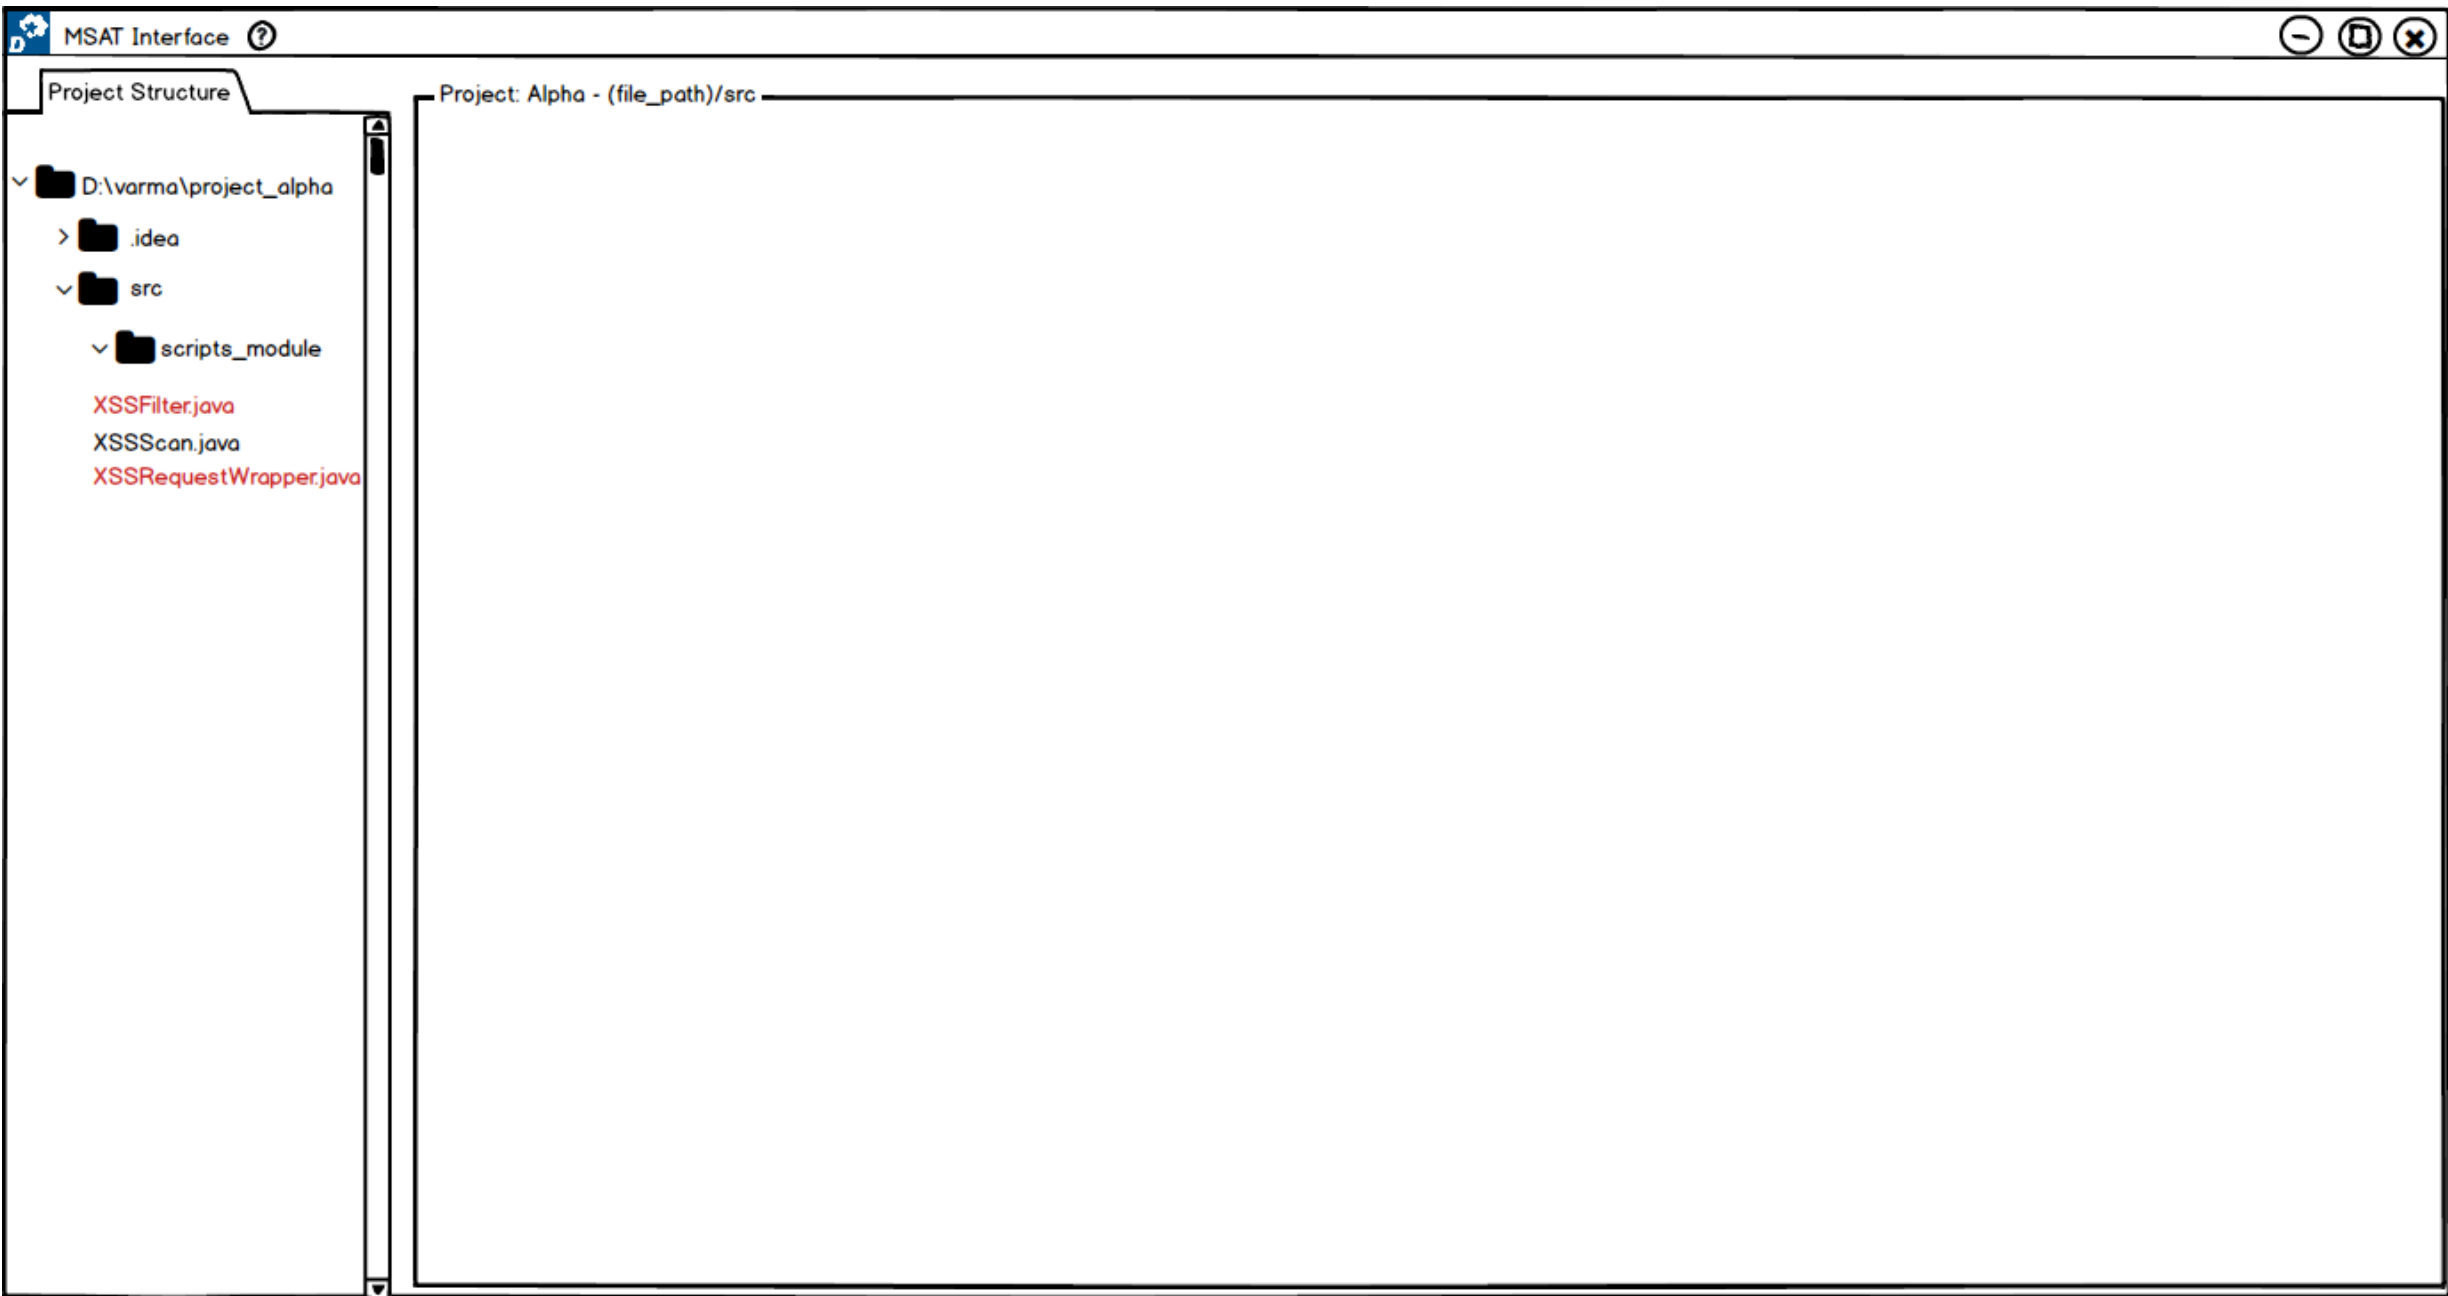 D
MSAT Interface ?
Project Structure
Project: Alpha - (file_path)/src
D:\varma\project_alpha
.idea
src
scripts_module
XSSFilter.java
XSSScan.java
XSSRequestWrapper.java